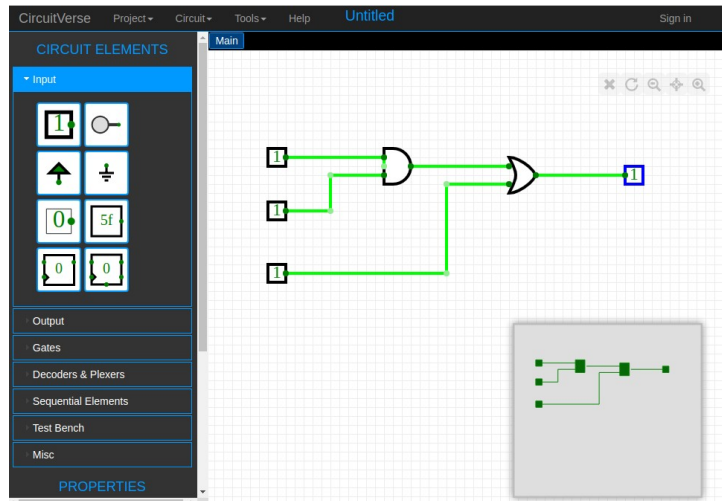 CircuitVerse Project Circuit Tools Help Untitled Sign in
CIRCUIT ELEMENTS
Main
Input
1
0 5f
0 0
Output
Gates
Decoders & Plexers
Sequential Elements
Test Bench
Misc
PROPERTIES
1
1
1
1